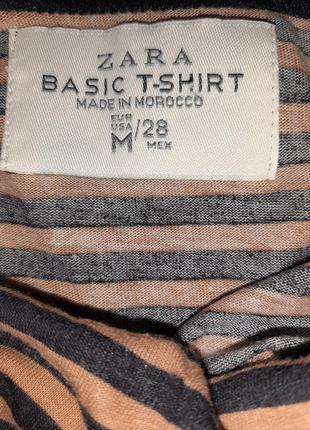 ZARA
BASIC T-SHIRT
MADE IN MOROCCO
EUR
USA
M/28
MEX